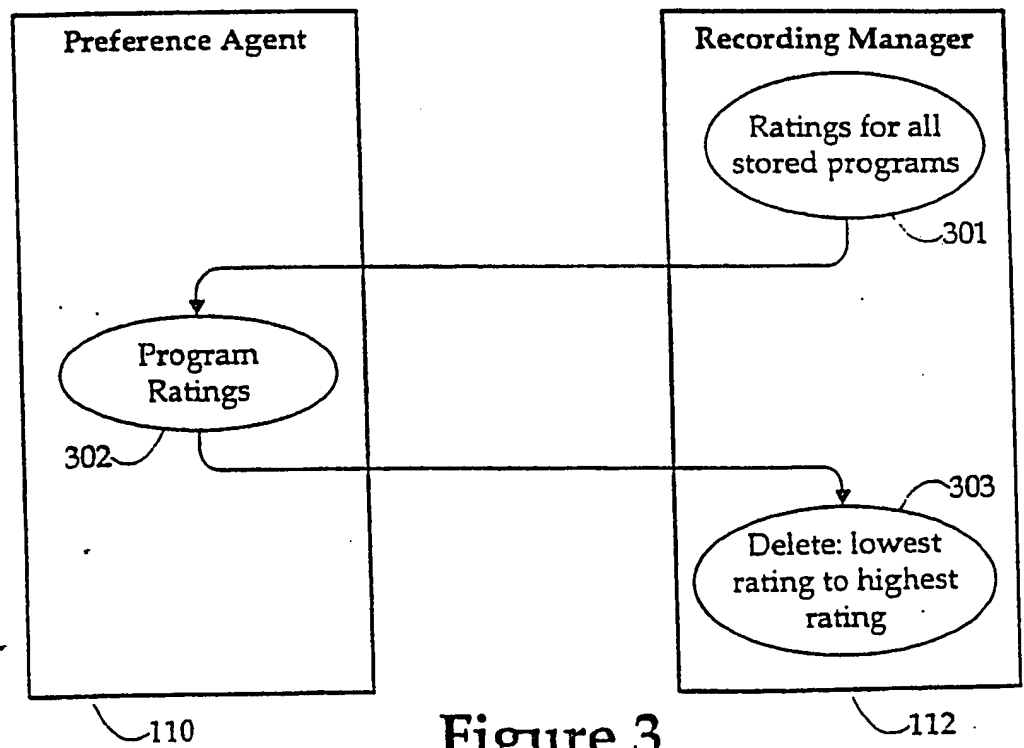 Preference Agent
Recording Manager
Ratings for all
stored programs
301
Program
Ratings
302
303
Delete: lowest
rating to highest
rating
110
Figure 3
112